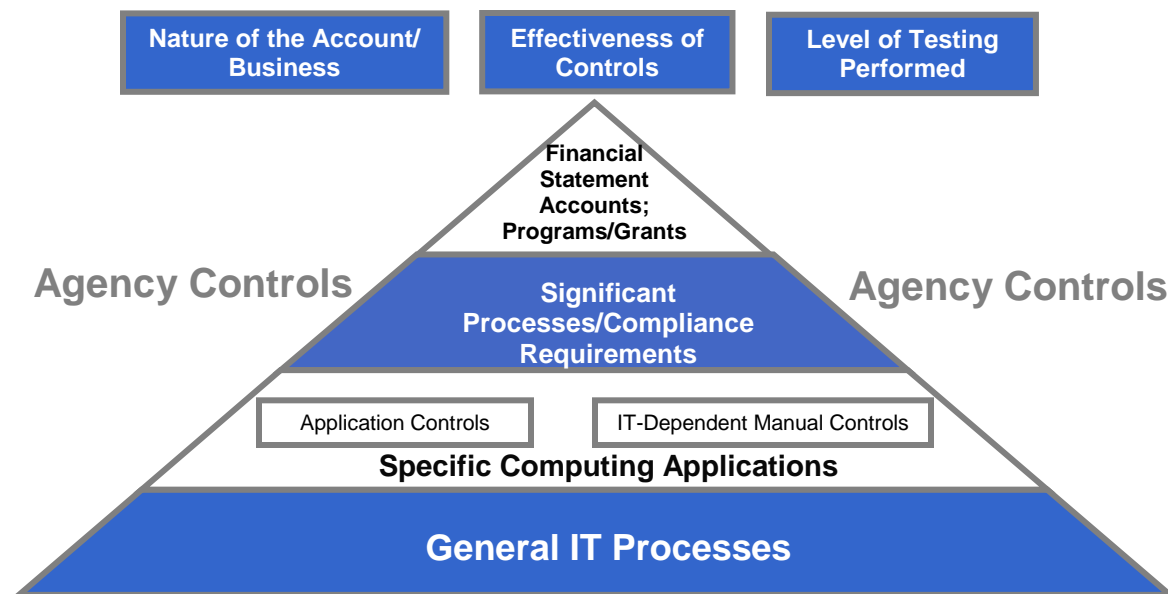 Nature of the Account/
Business
Effectiveness of
Controls
Level of Testing
Performed
Financial
Statement
Accounts;
Programs/Grants
Agency Controls
Agency Controls
Significant
Processes/Compliance
Requirements
Application Controls
IT-Dependent Manual Controls
Specific Computing Applications
General IT Processes